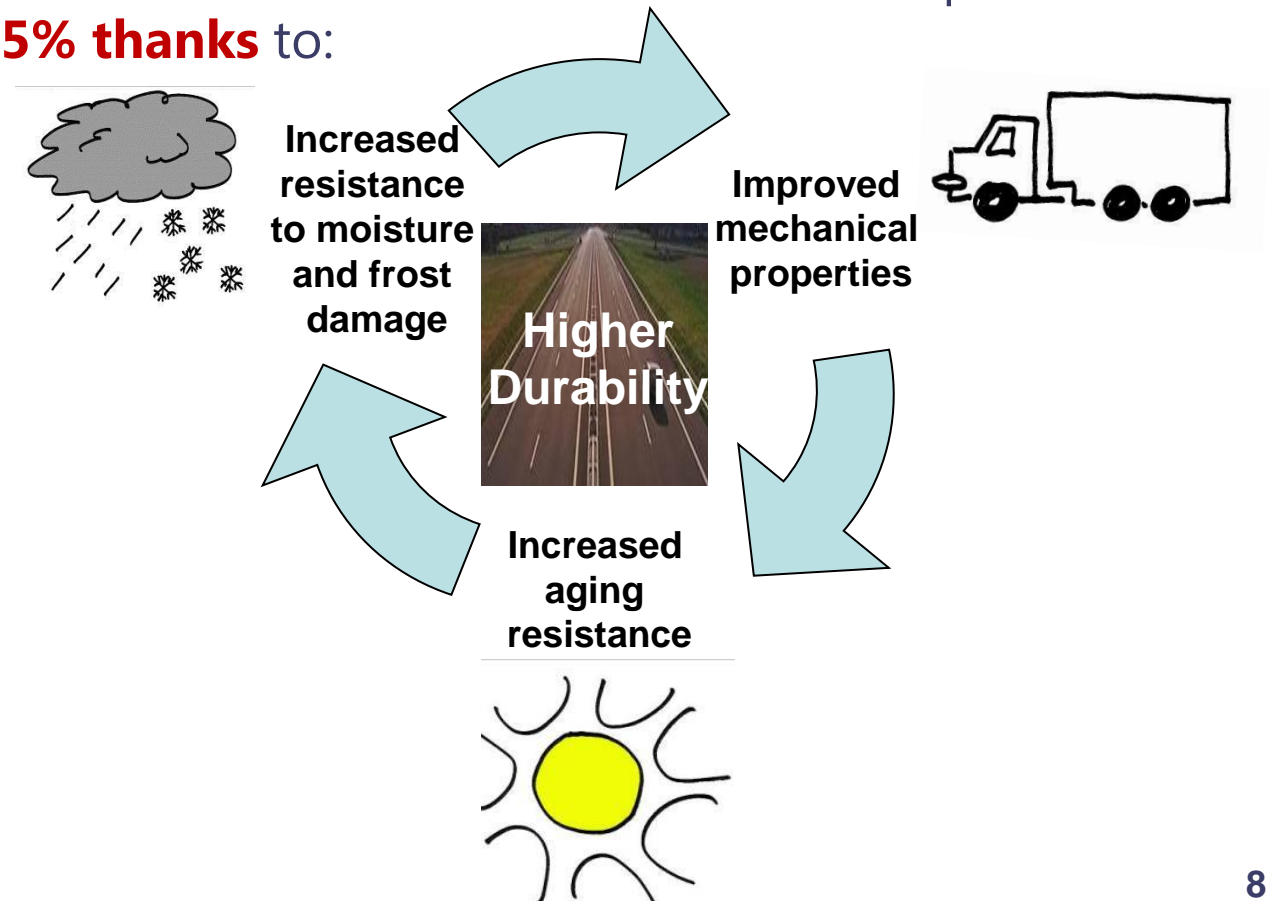 5% thanks to:
Increased
resistance
to moisture
and frost
damage
Improved
mechanical
properties
Higher
Durability
Increased
aging
resistance
8